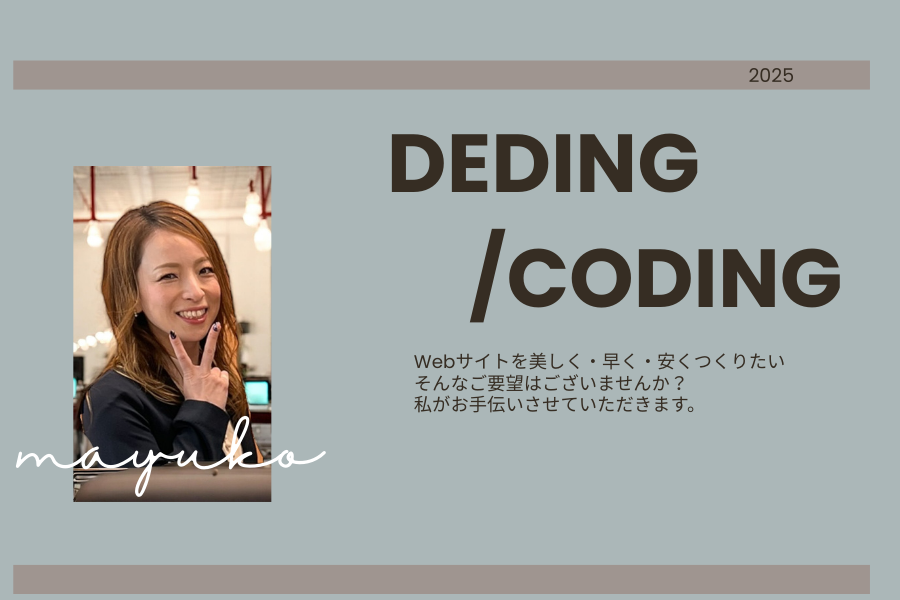 2025
DEDING
/CODING
Webサイトを美しく・早く・安くつくりたい
そんなご要望はございませんか？
私がお手伝いさせていただきます。
mayuko